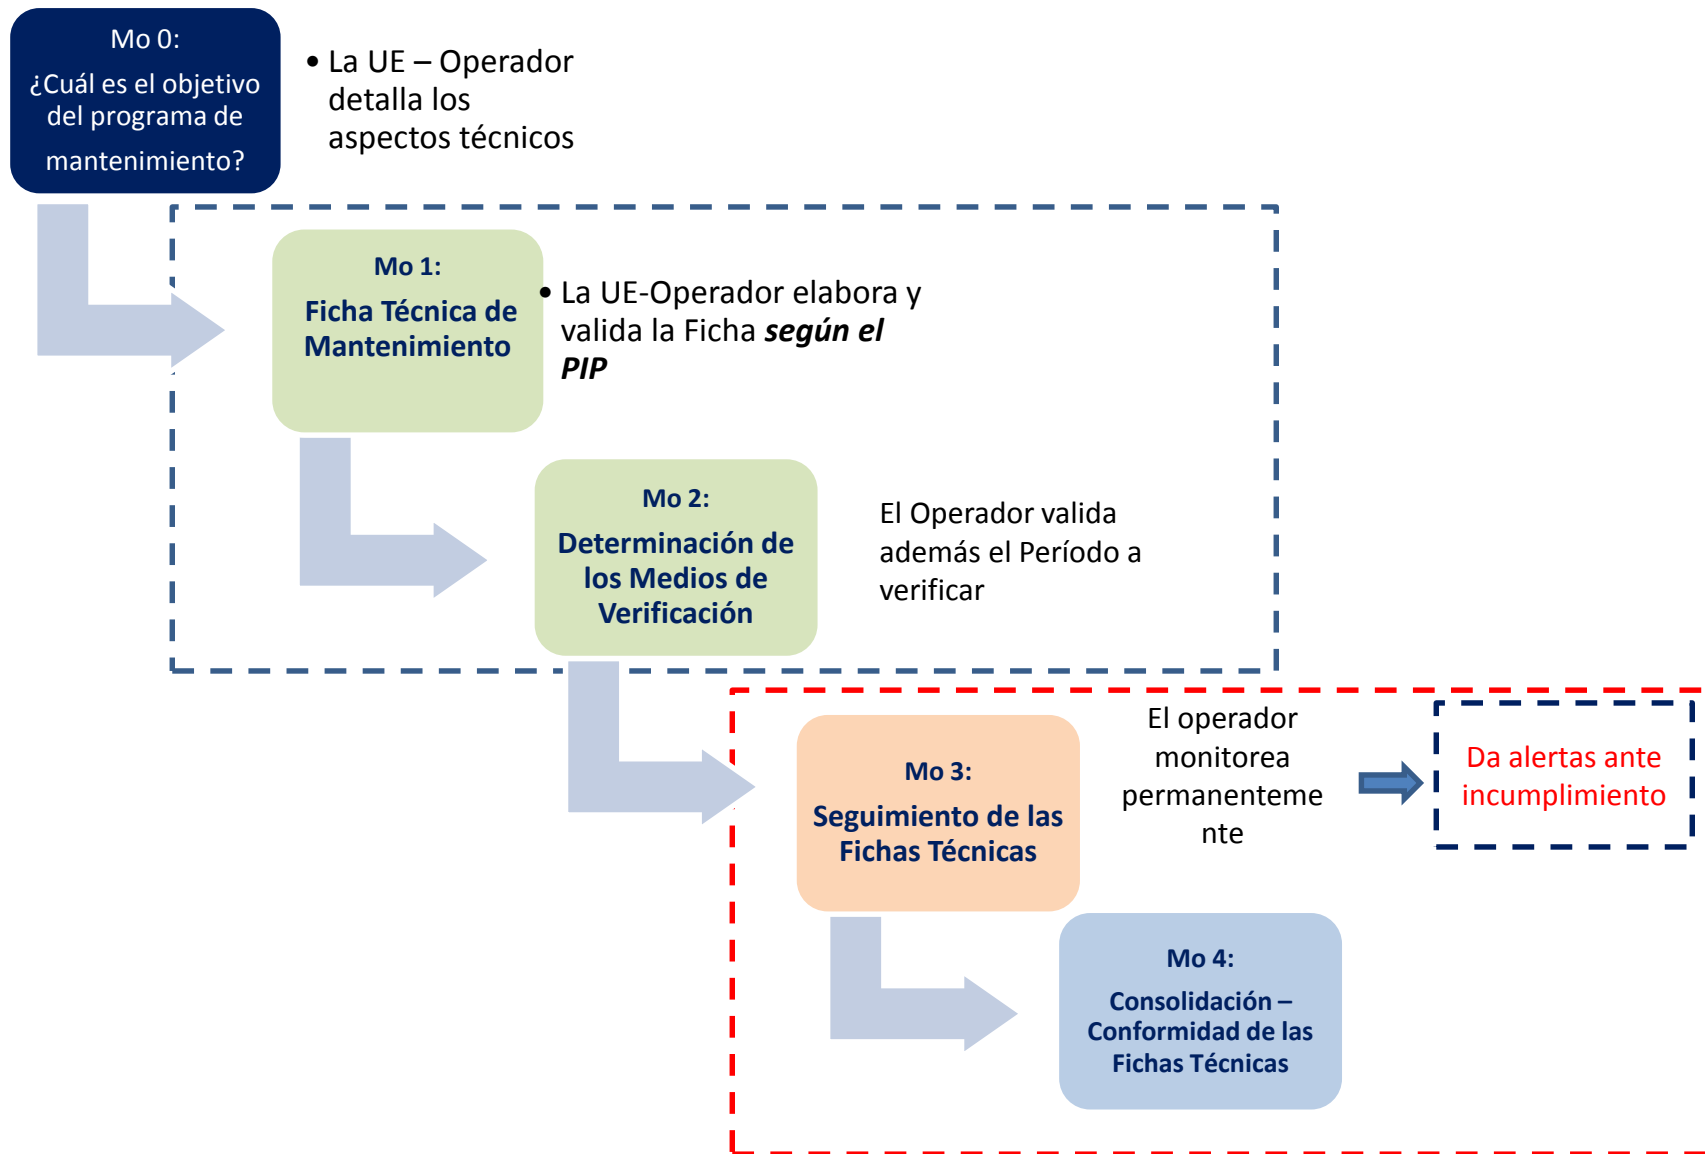 Mo 0:
¿Cuál es el objetivo
del programa de
mantenimiento?
• La UE – Operador
detalla los
aspectos técnicos
Mo 1:
Ficha Técnica de
Mantenimiento
• La UE-Operador elabora y
valida la Ficha según el
PIP
Mo 2:
Determinación de
los Medios de
Verificación
El Operador valida
además el Período a
verificar
Mo 3:
Seguimiento de las
Fichas Técnicas
El operador
monitorea
permanenteme
nte
Da alertas ante
incumplimiento
Mo 4:
Consolidación –
Conformidad de las
Fichas Técnicas